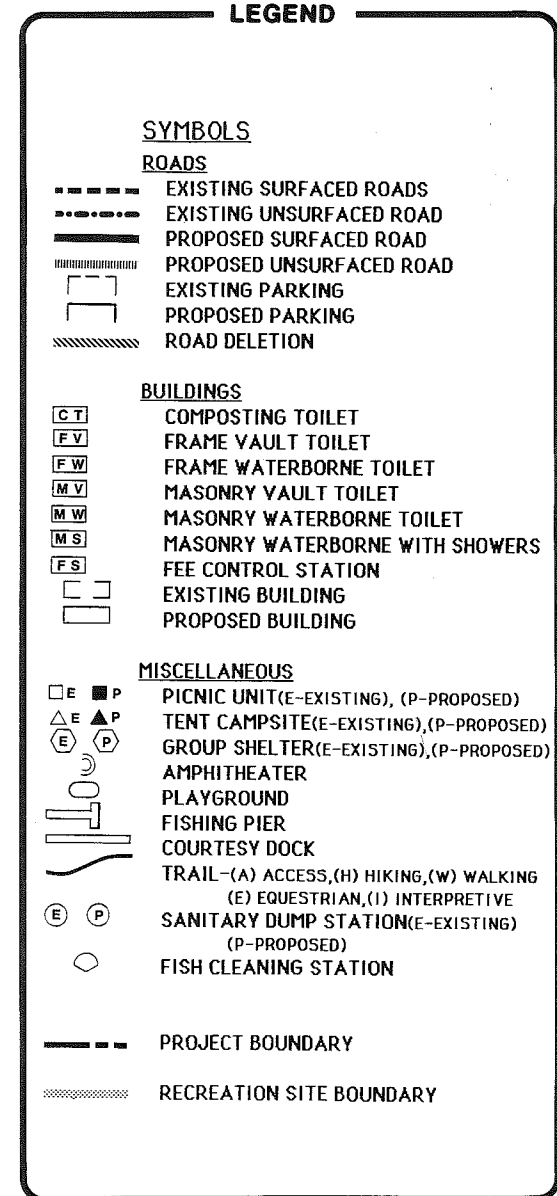 LEGEND
SYMBOLS
ROADS
EXISTING SURFACED ROADS
EXISTING UNSURFACED ROAD
PROPOSED SURFACED ROAD
PROPOSED UNSURFACED ROAD
EXISTING PARKING
PROPOSED PARKING
ROAD DELETION
BUILDINGS
CT COMPOSTING TOILET
FV FRAME VAULT TOILET
FW FRAME WATERBORNE TOILET
MV MASONRY VAULT TOILET
MW MASONRY WATERBORNE TOILET
MS MASONRY WATERBORNE WITH SHOWERS
FS FEE CONTROL STATION
EXISTING BUILDING
PROPOSED BUILDING
MISCELLANEOUS
E P PICNIC UNIT(E-EXISTING), (P-PROPOSED)
E P TENT CAMPSITE(E-EXISTING),(P-PROPOSED)
E P GROUP SHELTER(E-EXISTING),(P-PROPOSED)
AMPHITHEATER
PLAYGROUND
FISHING PIER
COURTESY DOCK
TRAIL-(A) ACCESS,(H) HIKING,(W) WALKING
(E) EQUESTRIAN,(I) INTERPRETIVE
E P SANITARY DUMP STATION(E-EXISTING)
(P-PROPOSED)
FISH CLEANING STATION
PROJECT BOUNDARY
RECREATION SITE BOUNDARY